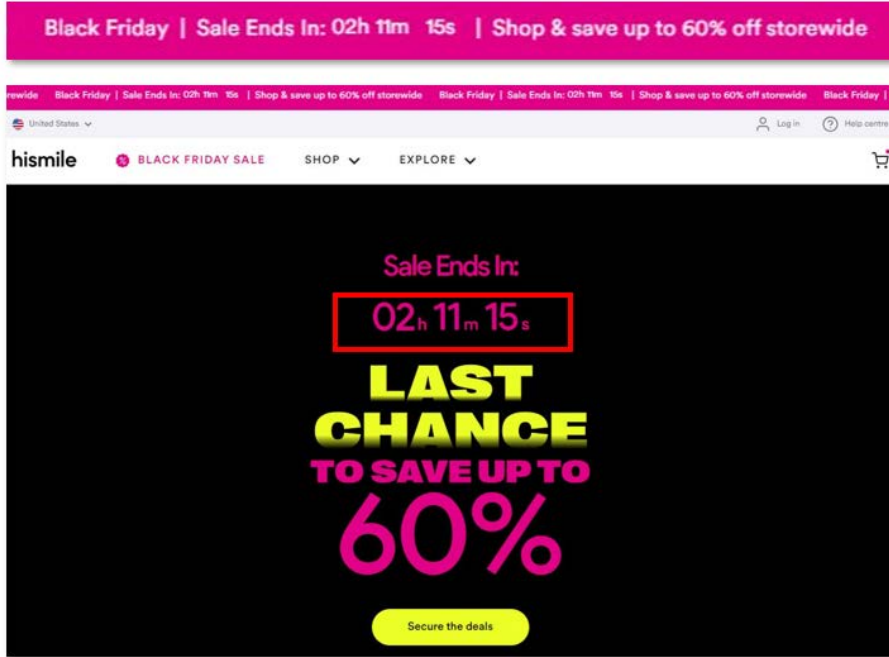 Black Friday | Sale Ends In: 02h 11m 15s | Shop & save up to 60% off storewide
rewide Black Friday | Sale Ends In: 02h 11m 15s | Shop & save up to 60% off storewide Black Friday | Sale Ends In: 02h 11m 15s | Shop & save up to 60% off storewide Black Friday |
United States Log in Help centre
hismile % BLACK FRIDAY SALE SHOP EXPLORE
Sale Ends In:
02h 11m 15s
LAST
CHANCE
TO SAVE UP TO
60%
Secure the deals